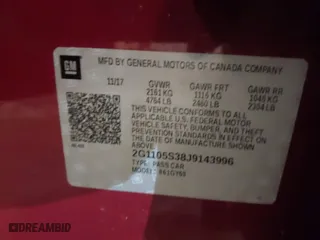 GM
MFD BY GENERAL MOTORS OF CANADA COMPANY
11/17 GVWR GAWR FRT GAWR RR
2161 KG 1116 KG 1045 KG
4764 LB 2460 LB 2304 LB
THIS VEHICLE CONFORMS TO ALL
APPLICABLE U.S. FEDERAL MOTOR
VEHICLE SAFETY, BUMPER, AND THEFT
PREVENTION STANDARDS IN EFFECT ON
THE DATE OF MANUFACTURE SHOWN
ABOVE.
2G1105S38J9143996
TYPE: PASS CAR
MODEL:
DREAMBID